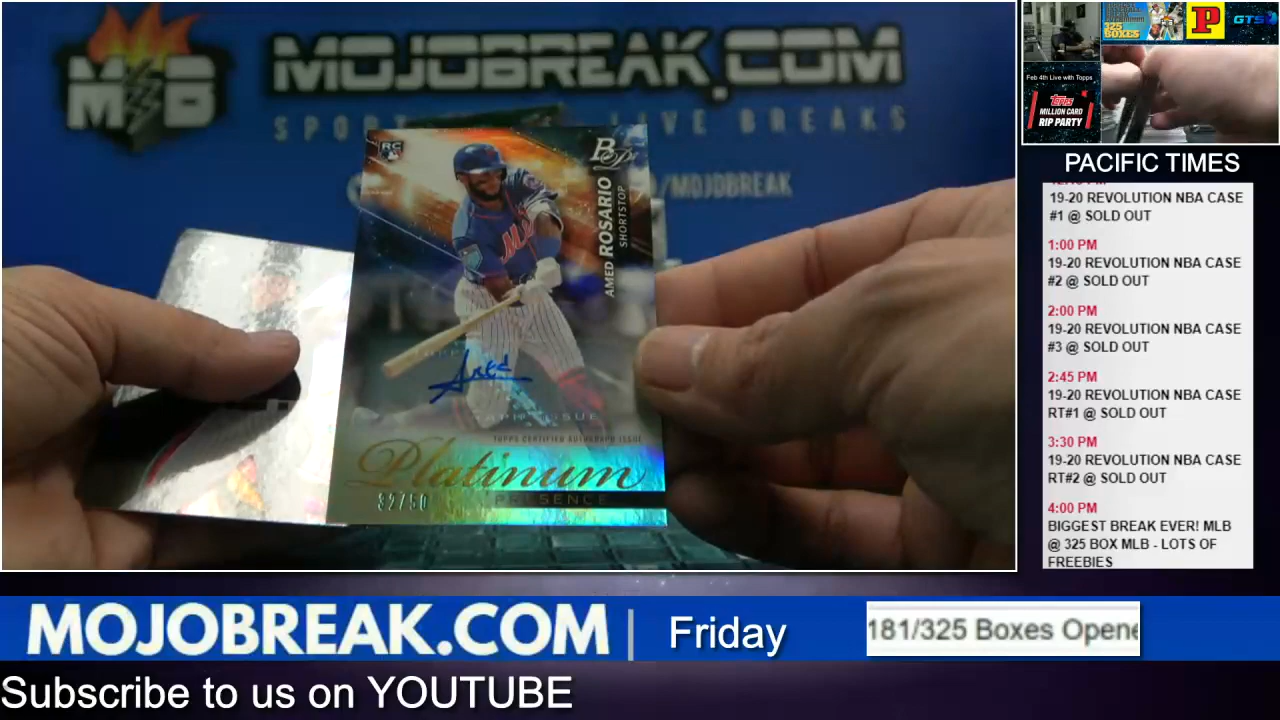 MB
MOJOBREAK.COM
RC
AMED ROSARIO
SHORTSTOP
Platinum
PRESENCE
TOPPS CERTIFIED AUTOGRAPH ISSUE
32/50
Feb 4th Live with Topps
Topps
MILLION CARD
RIP PARTY
325
BOXES
P
GTS
PACIFIC TIMES
19-20 REVOLUTION NBA CASE
#1 @ SOLD OUT
1:00 PM
19-20 REVOLUTION NBA CASE
#2 @ SOLD OUT
2:00 PM
19-20 REVOLUTION NBA CASE
#3 @ SOLD OUT
2:45 PM
19-20 REVOLUTION NBA CASE
RT#1 @ SOLD OUT
3:30 PM
19-20 REVOLUTION NBA CASE
RT#2 @ SOLD OUT
4:00 PM
BIGGEST BREAK EVER! MLB
@ 325 BOX MLB - LOTS OF
FREEBIES
MOJOBREAK.COM | Friday
181/325 Boxes Opene
Subscribe to us on YOUTUBE